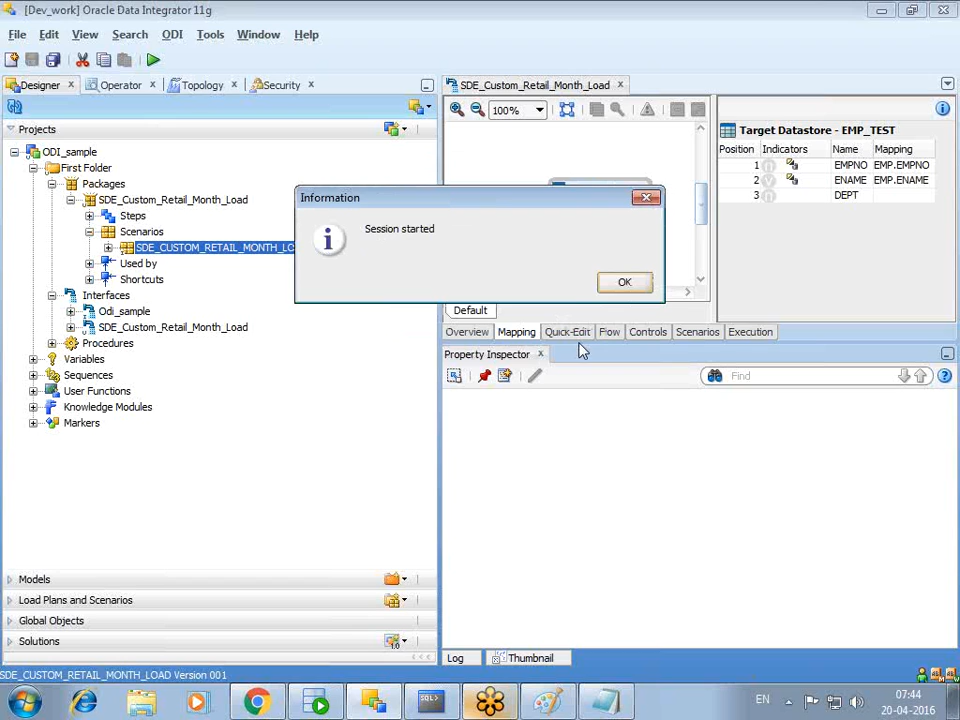 [Dev_work] Oracle Data Integrator 11g
File Edit View Search ODI Tools Window Help
Designer Operator Topology Security
Projects
ODI_sample
First Folder
Packages
SDE_Custom_Retail_Month_Load
Steps
Scenarios
SDE_CUSTOM_RETAIL_MONTH_LO
Used by
Shortcuts
Interfaces
Odi_sample
SDE_Custom_Retail_Month_Load
Procedures
Variables
Sequences
User Functions
Knowledge Modules
Markers
Models
Load Plans and Scenarios
Global Objects
Solutions
SDE_CUSTOM_RETAIL_MONTH_LOAD Version 001
SDE_Custom_Retail_Month_Load
100%
Target Datastore - EMP_TEST
Position Indicators Name Mapping
1 EMPNO EMP.EMPNO
2 ENAME EMP.ENAME
3 DEPT
Information
Session started
OK
Default
Overview Mapping Quick-Edit Flow Controls Scenarios Execution
Property Inspector
Find
Log Thumbnail
SQL>
EN
07:44
20-04-2016